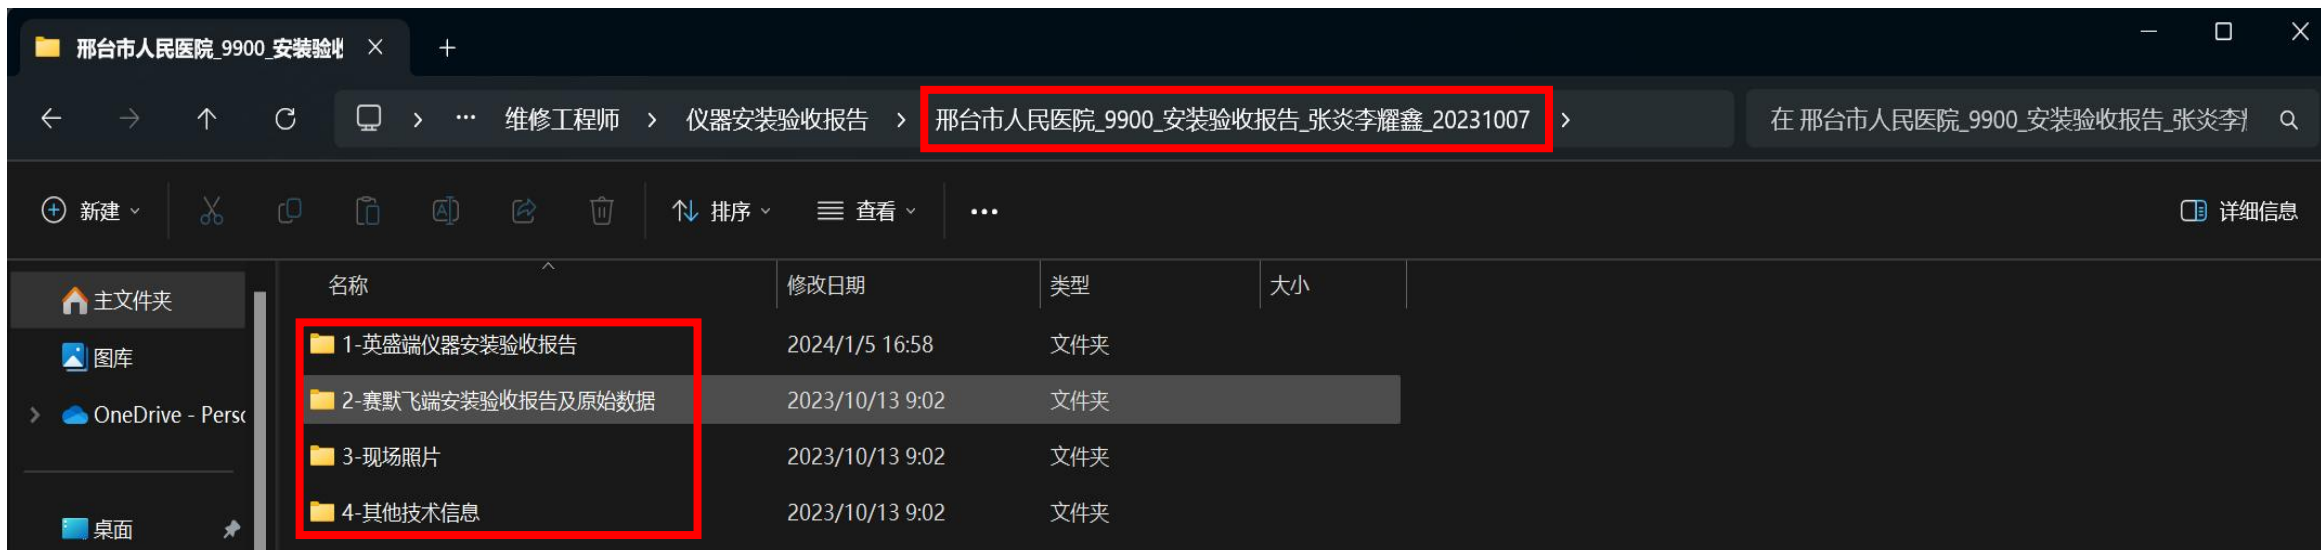 邢台市人民医院_9900_安装验收
维修工程师 仪器安装验收报告 邢台市人民医院_9900_安装验收报告_张炎李耀鑫_20231007 在 邢台市人民医院_9900_安装验收报告_张炎李
新建 排序 查看 详细信息
名称 修改日期 类型 大小
主文件夹
1-英盛端仪器安装验收报告 2024/1/5 16:58 文件夹
图库
2-赛默飞端安装验收报告及原始数据 2023/10/13 9:02 文件夹
OneDrive - Pers
3-现场照片 2023/10/13 9:02 文件夹
4-其他技术信息 2023/10/13 9:02 文件夹
桌面